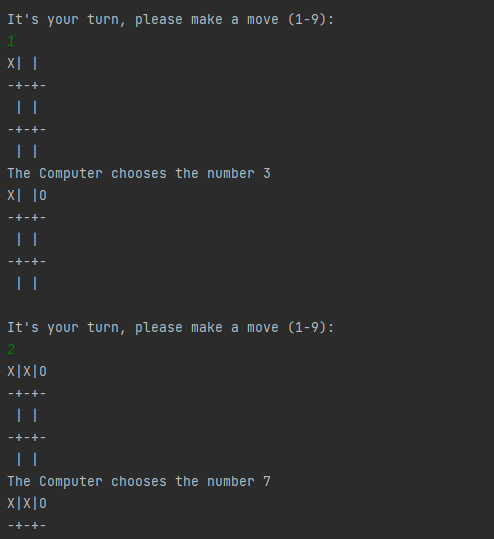 It's your turn, please make a move (1-9):
1
X| | 
-+-+-
 | | 
-+-+-
 | | 
The Computer chooses the number 3
X| |O
-+-+-
 | | 
-+-+-
 | | 
It's your turn, please make a move (1-9):
2
X|X|O
-+-+-
 | | 
-+-+-
 | | 
The Computer chooses the number 7
X|X|O
-+-+-